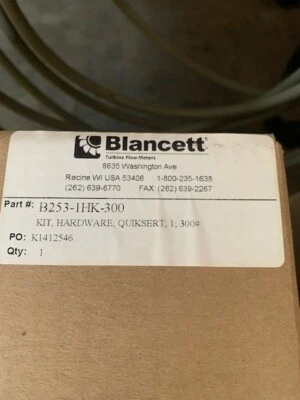 Blancett
Turbine Flow Meters
8635 Washington Ave
Racine WI USA 53406 1-800-235-1638
(262) 639-6770 FAX: (262) 639-2267
Part #: B253-1HK-300
KIT, HARDWARE, QUIKSERT; 1; 300#
PO: K1412546
Qty: 1